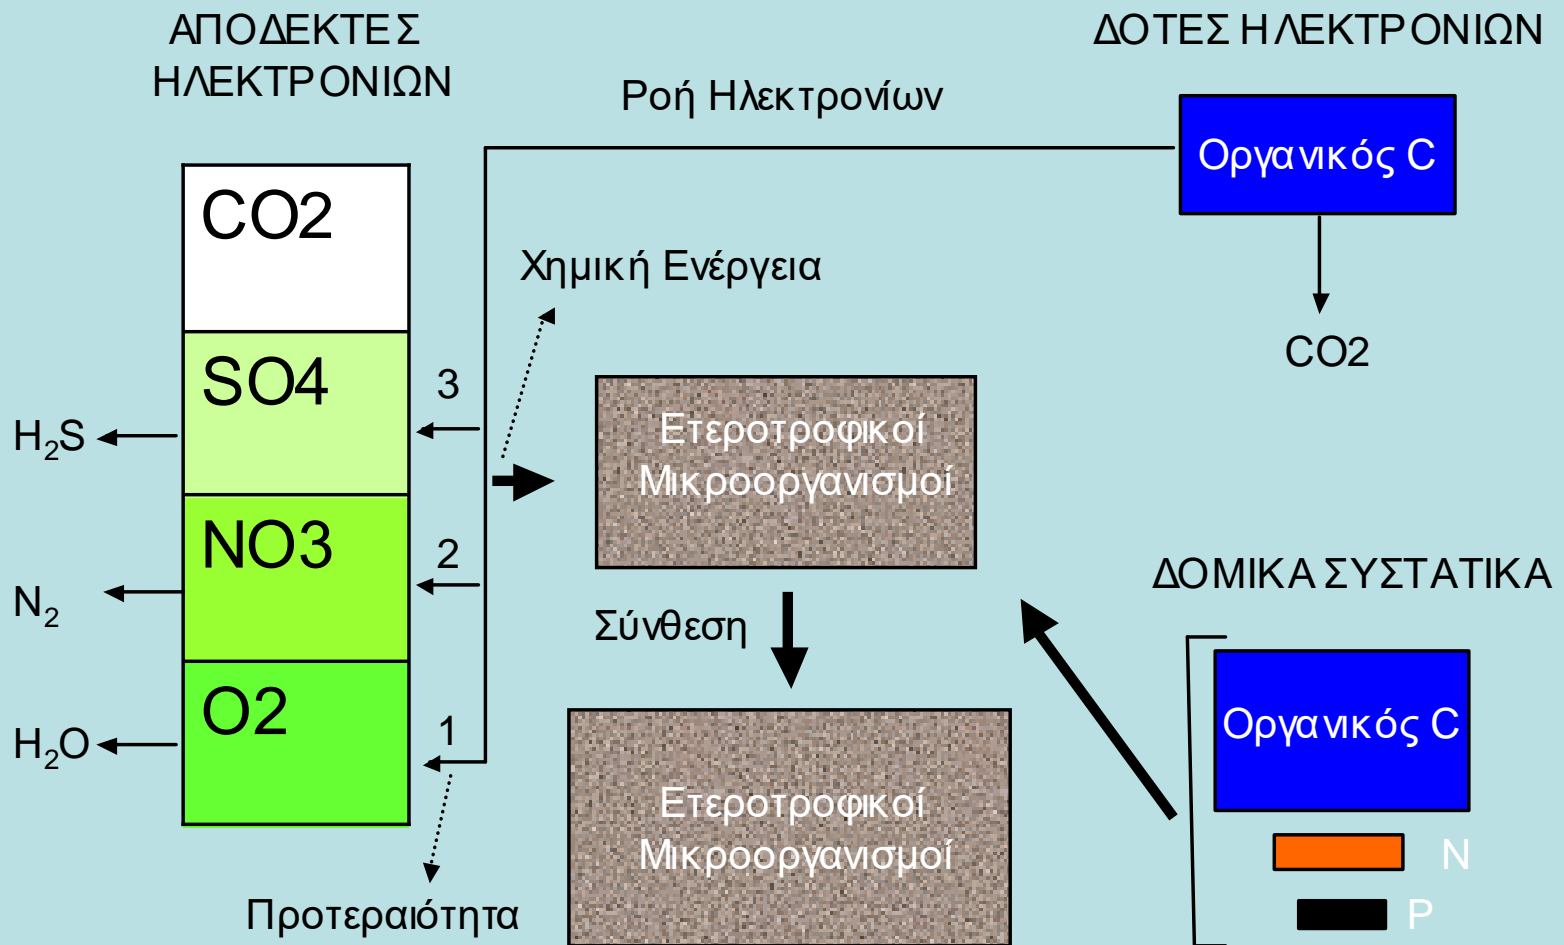 ΑΠΟΔΕΚΤΕΣ
ΗΛΕΚΤΡΟΝΙΩΝ
ΔΟΤΕΣ ΗΛΕΚΤΡΟΝΙΩΝ
Ροή Ηλεκτρονίων
Οργανικός C
CO2
Χημική Ενέργεια
CO2
SO4
3
H₂S
Ετεροτροφικοί
Μικροοργανισμοί
NO3
2
N₂
ΔΟΜΙΚΑ ΣΥΣΤΑΤΙΚΑ
Σύνθεση
O2
1
H₂O
Οργανικός C
Ετεροτροφικοί
Μικροοργανισμοί
N
P
Προτεραιότητα